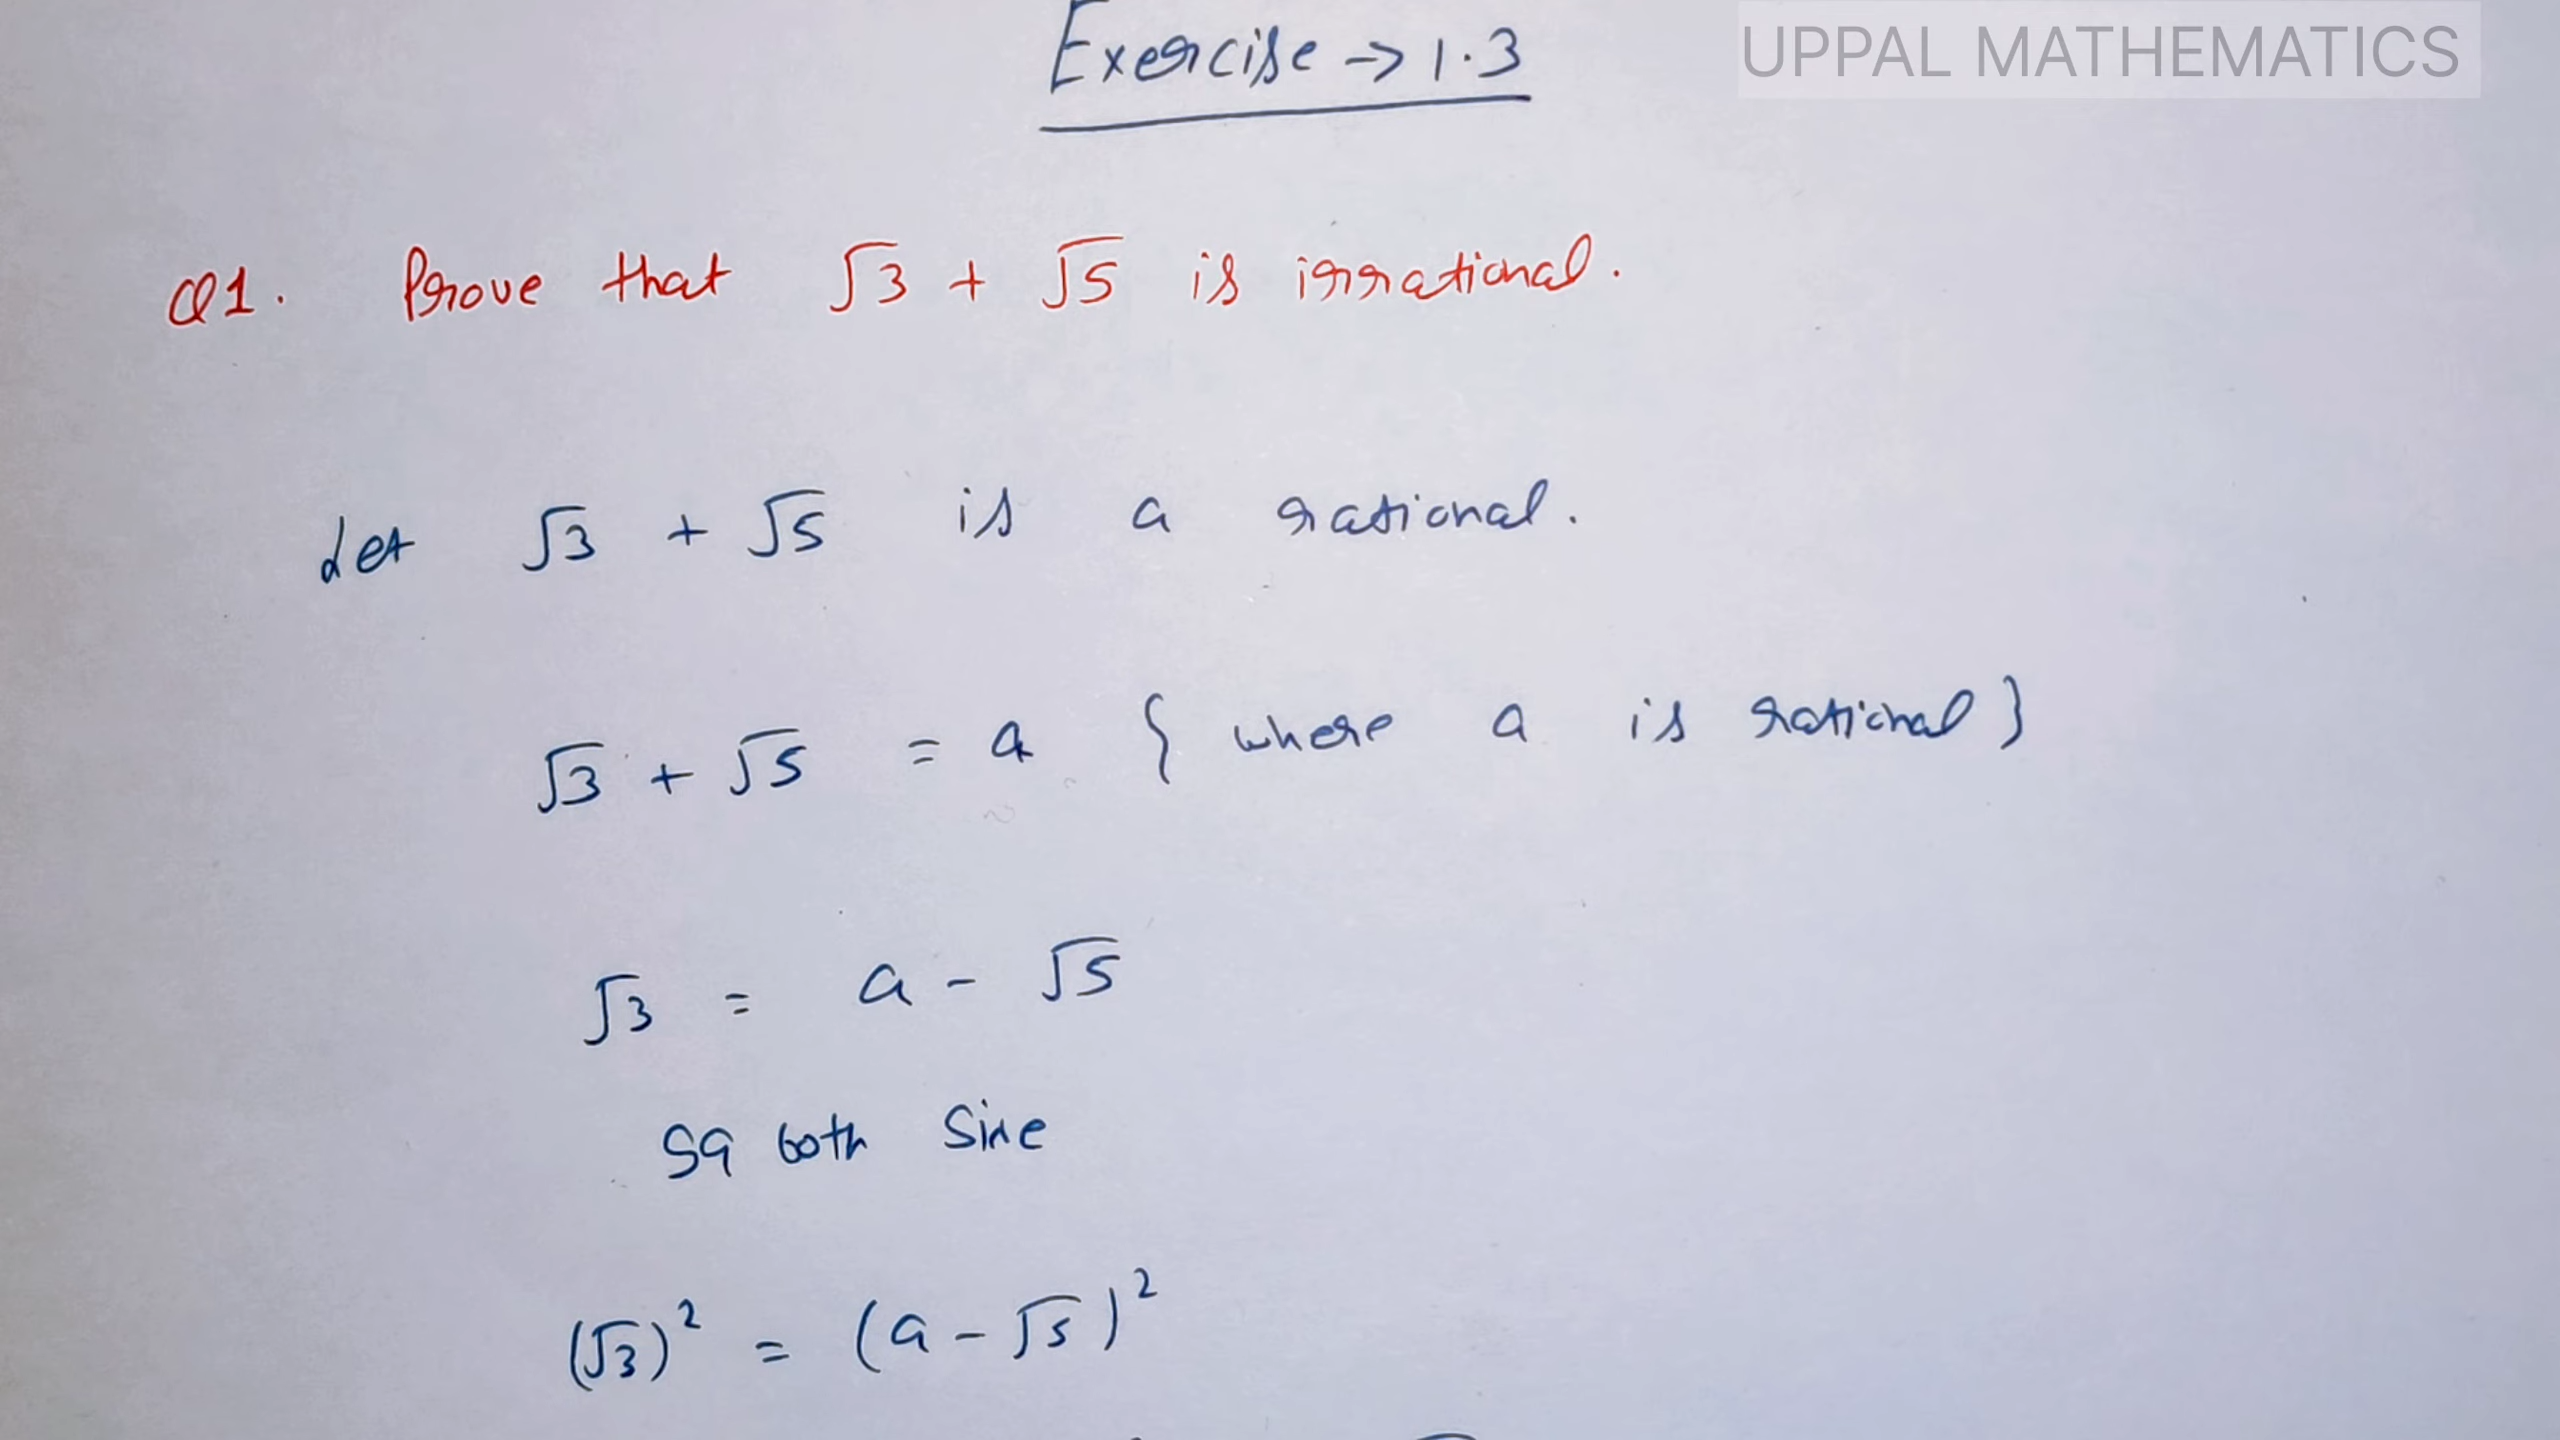 Exercise → 1.3
UPPAL MATHEMATICS
Q1. Prove that √3 + √5 is irrational.
Let √3 + √5 is a rational.
√3 + √5 = a { where a is rational }
√3 = a - √5
Sq both Side
(√3)² = (a - √5)²